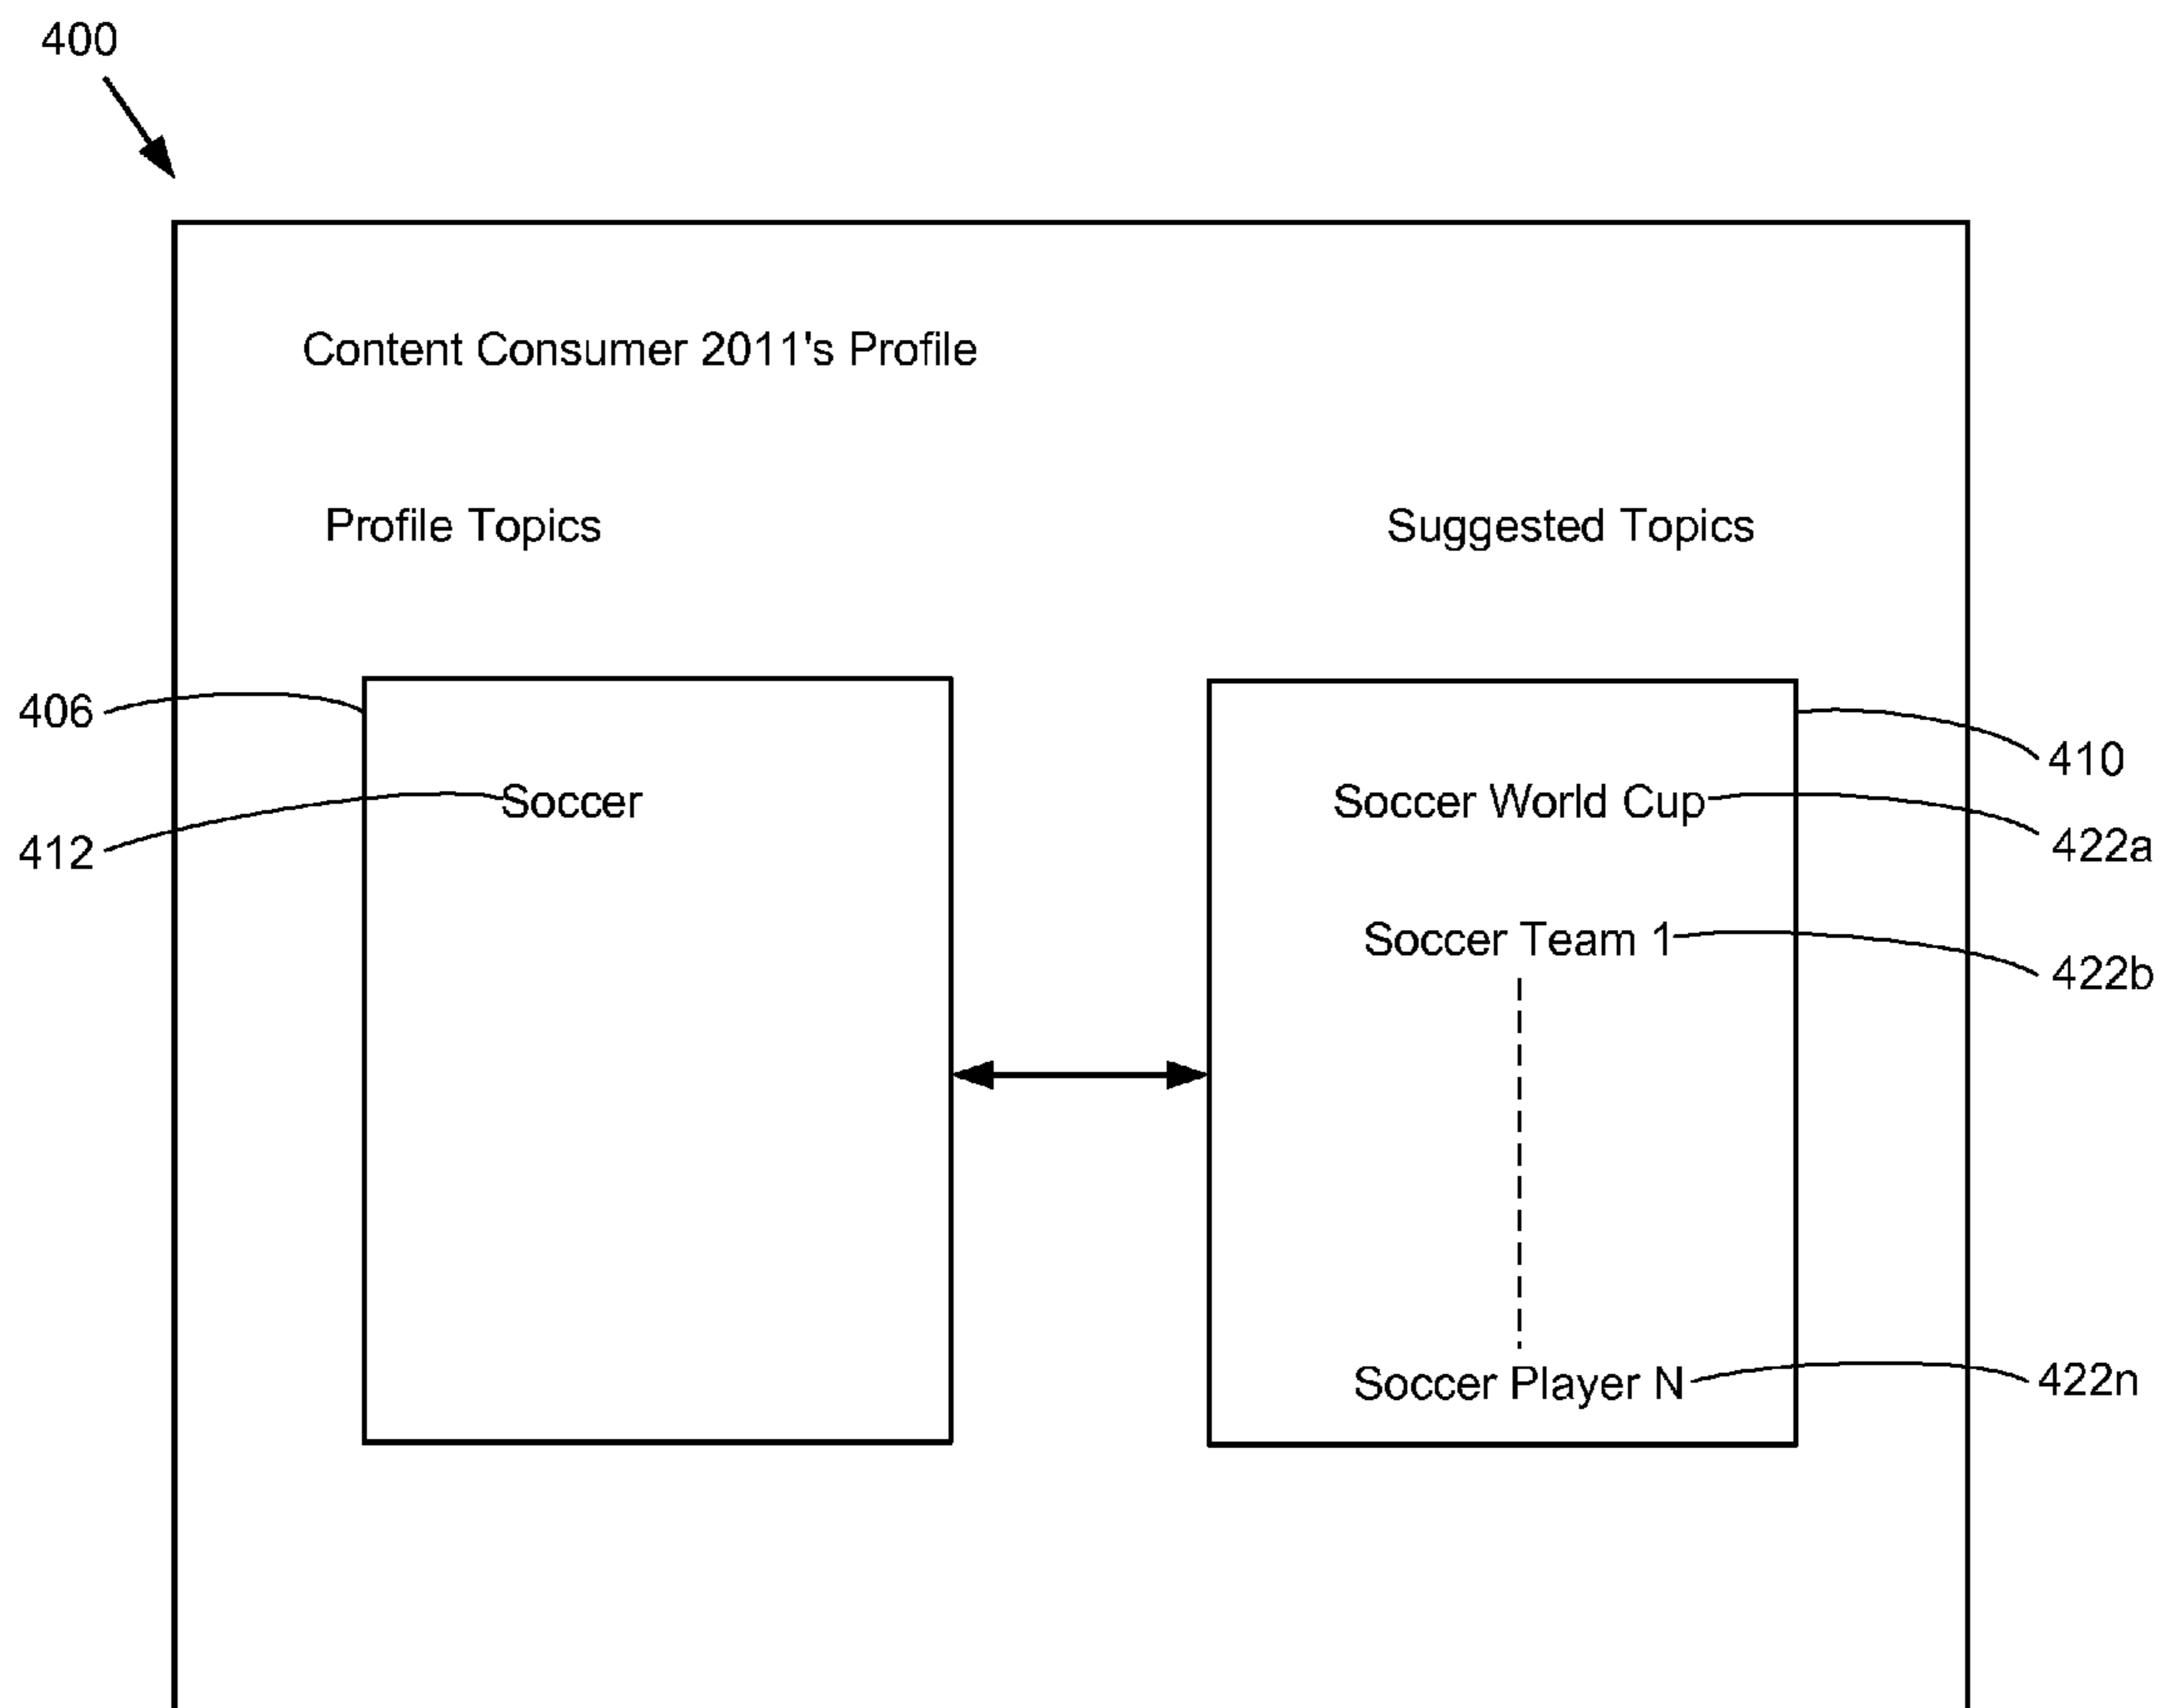 400
Content Consumer 2011's Profile
Profile Topics
Suggested Topics
406
410
Soccer
Soccer World Cup
412
422a
Soccer Team 1
422b
Soccer Player N
422n